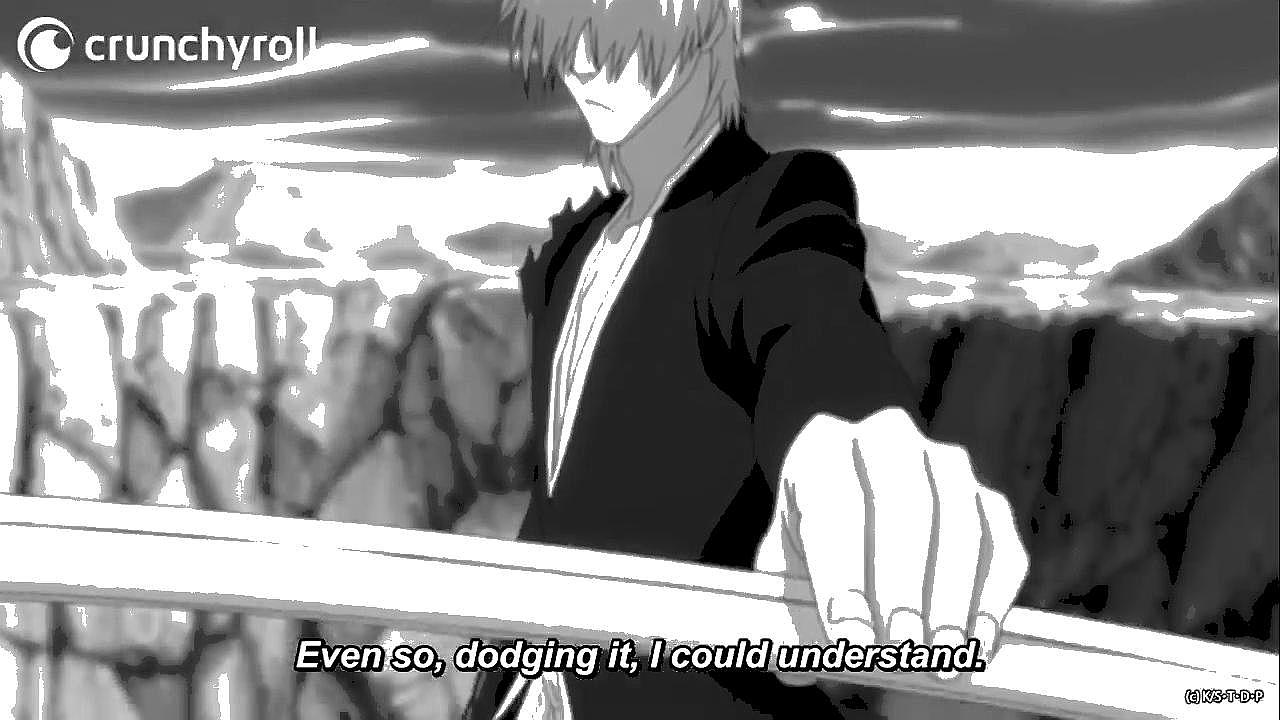 crunchyroll
Even so, dodging it, I could understand.
(c) K/S・T・D・P